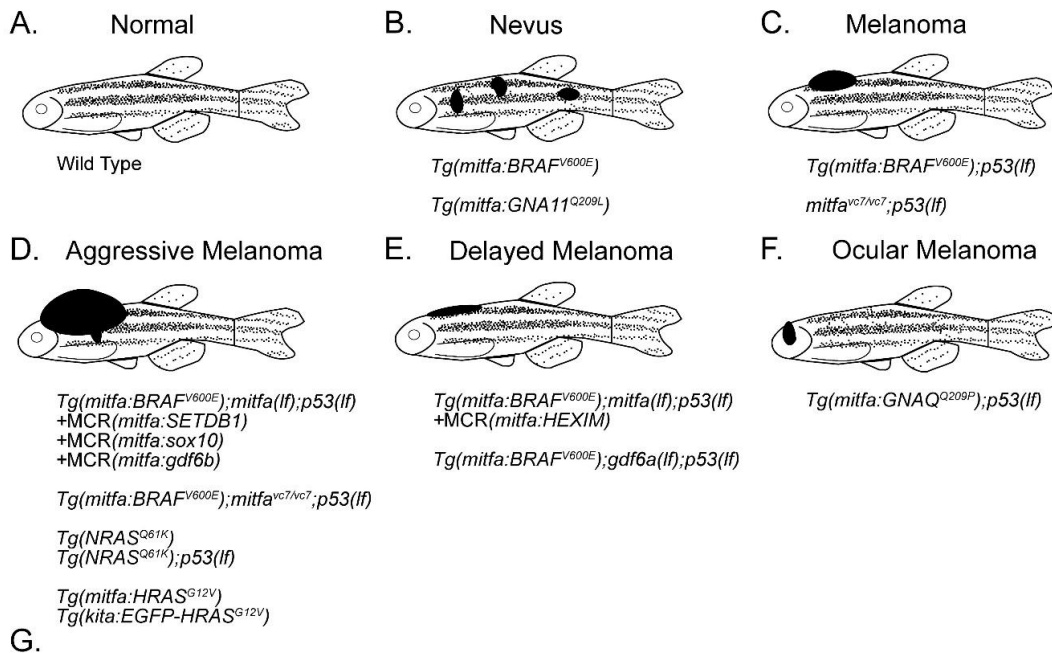 A. Normal
B. Nevus
C. Melanoma
Wild Type
Tg(mitfa:BRAFV600E)
Tg(mitfa:GNA11Q209L)
Tg(mitfa:BRAFV600E);p53(lf)
mitfavc7/vc7;p53(lf)
D. Aggressive Melanoma
E. Delayed Melanoma
F. Ocular Melanoma
Tg(mitfa:BRAFV600E);mitfa(lf);p53(lf)
+MCR(mitfa:SETDB1)
+MCR(mitfa:sox10)
+MCR(mitfa:gdf6b)
Tg(mitfa:BRAFV600E);mitfavc7/vc7;p53(lf)
Tg(NRASQ61K)
Tg(NRASQ61K);p53(lf)
Tg(mitfa:HRASG12V)
Tg(kita:EGFP-HRASG12V)
Tg(mitfa:BRAFV600E);mitfa(lf);p53(lf)
+MCR(mitfa:HEXIM)
Tg(mitfa:BRAFV600E);gdf6a(lf);p53(lf)
Tg(mitfa:GNAQQ209P);p53(lf)
G.